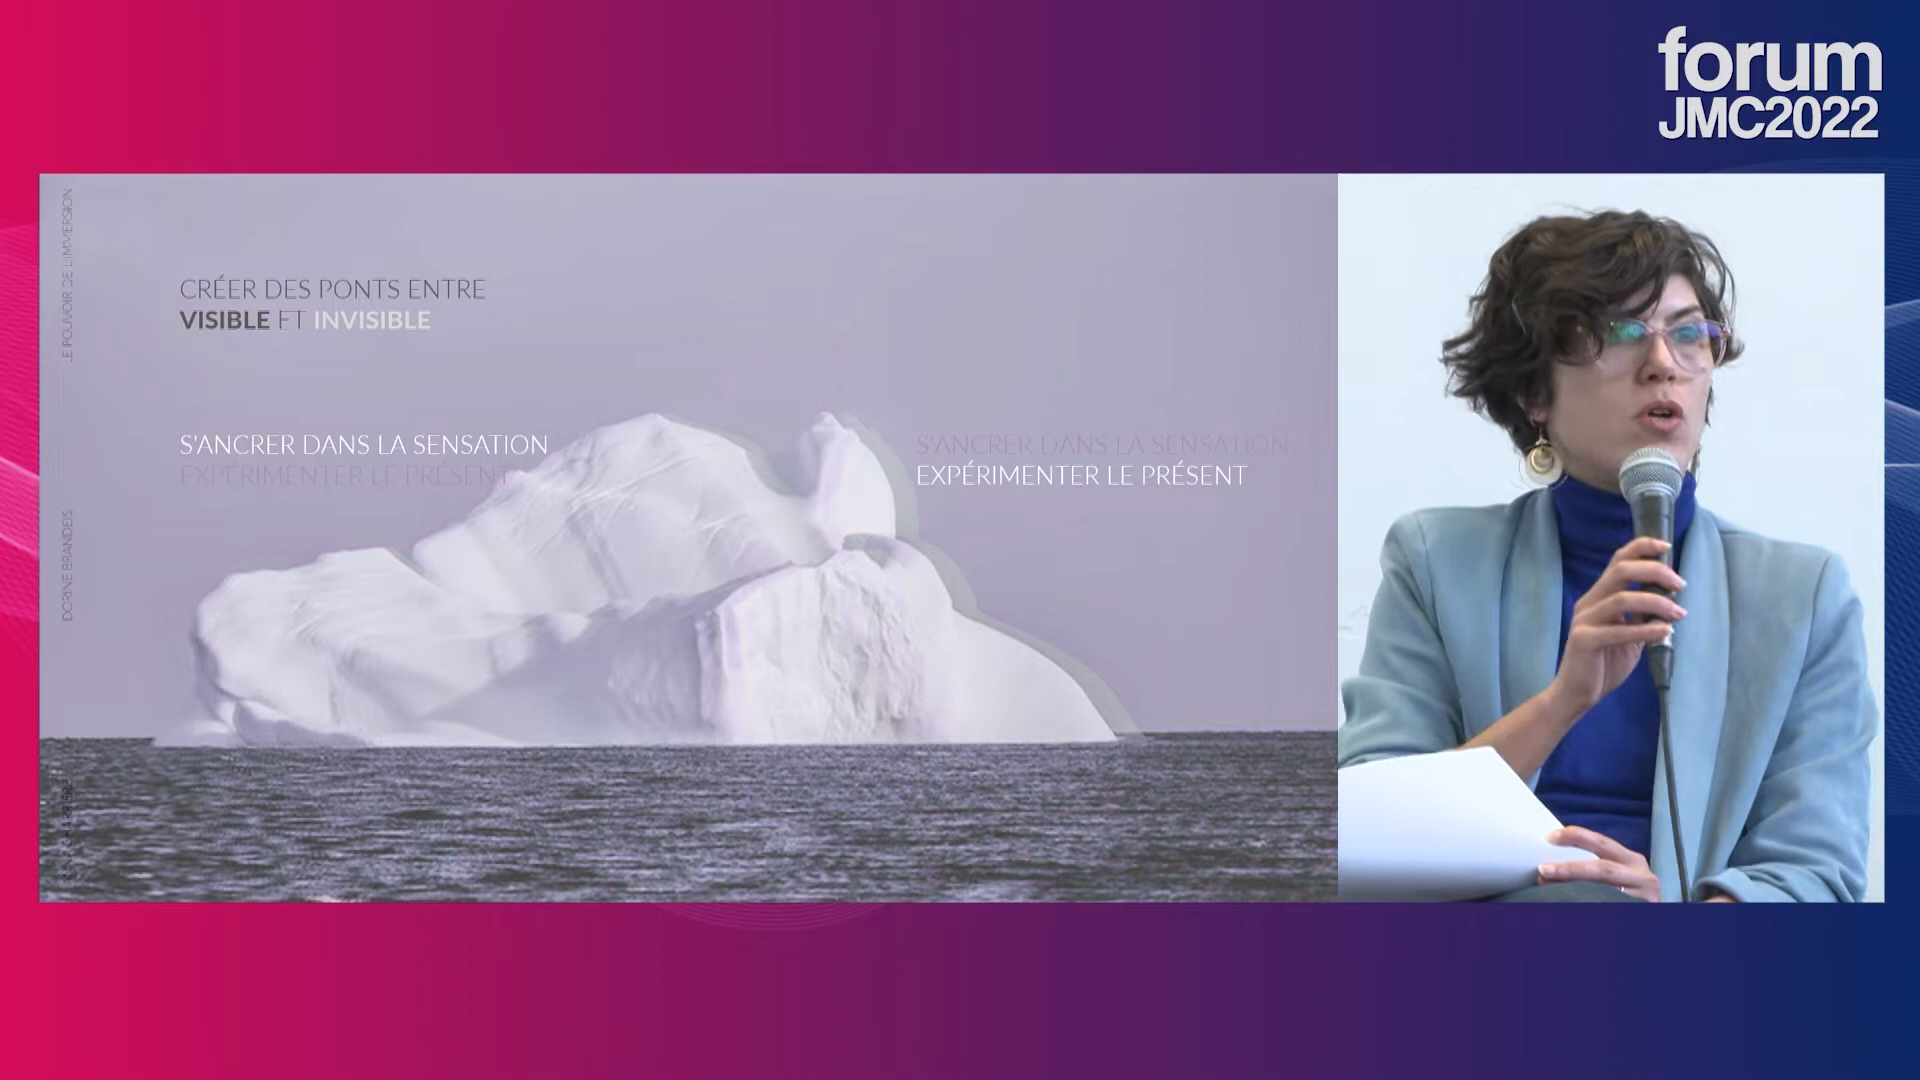 forum
JMC2022
LE POUVOIR DE L'IMMERSION
CRÉER DES PONTS ENTRE
VISIBLE ET INVISIBLE
S'ANCRER DANS LA SENSATION
EXPÉRIMENTER LE PRÉSENT
S'ANCRER DANS LA SENSATION
EXPÉRIMENTER LE PRÉSENT
DORINE BRANDEIS